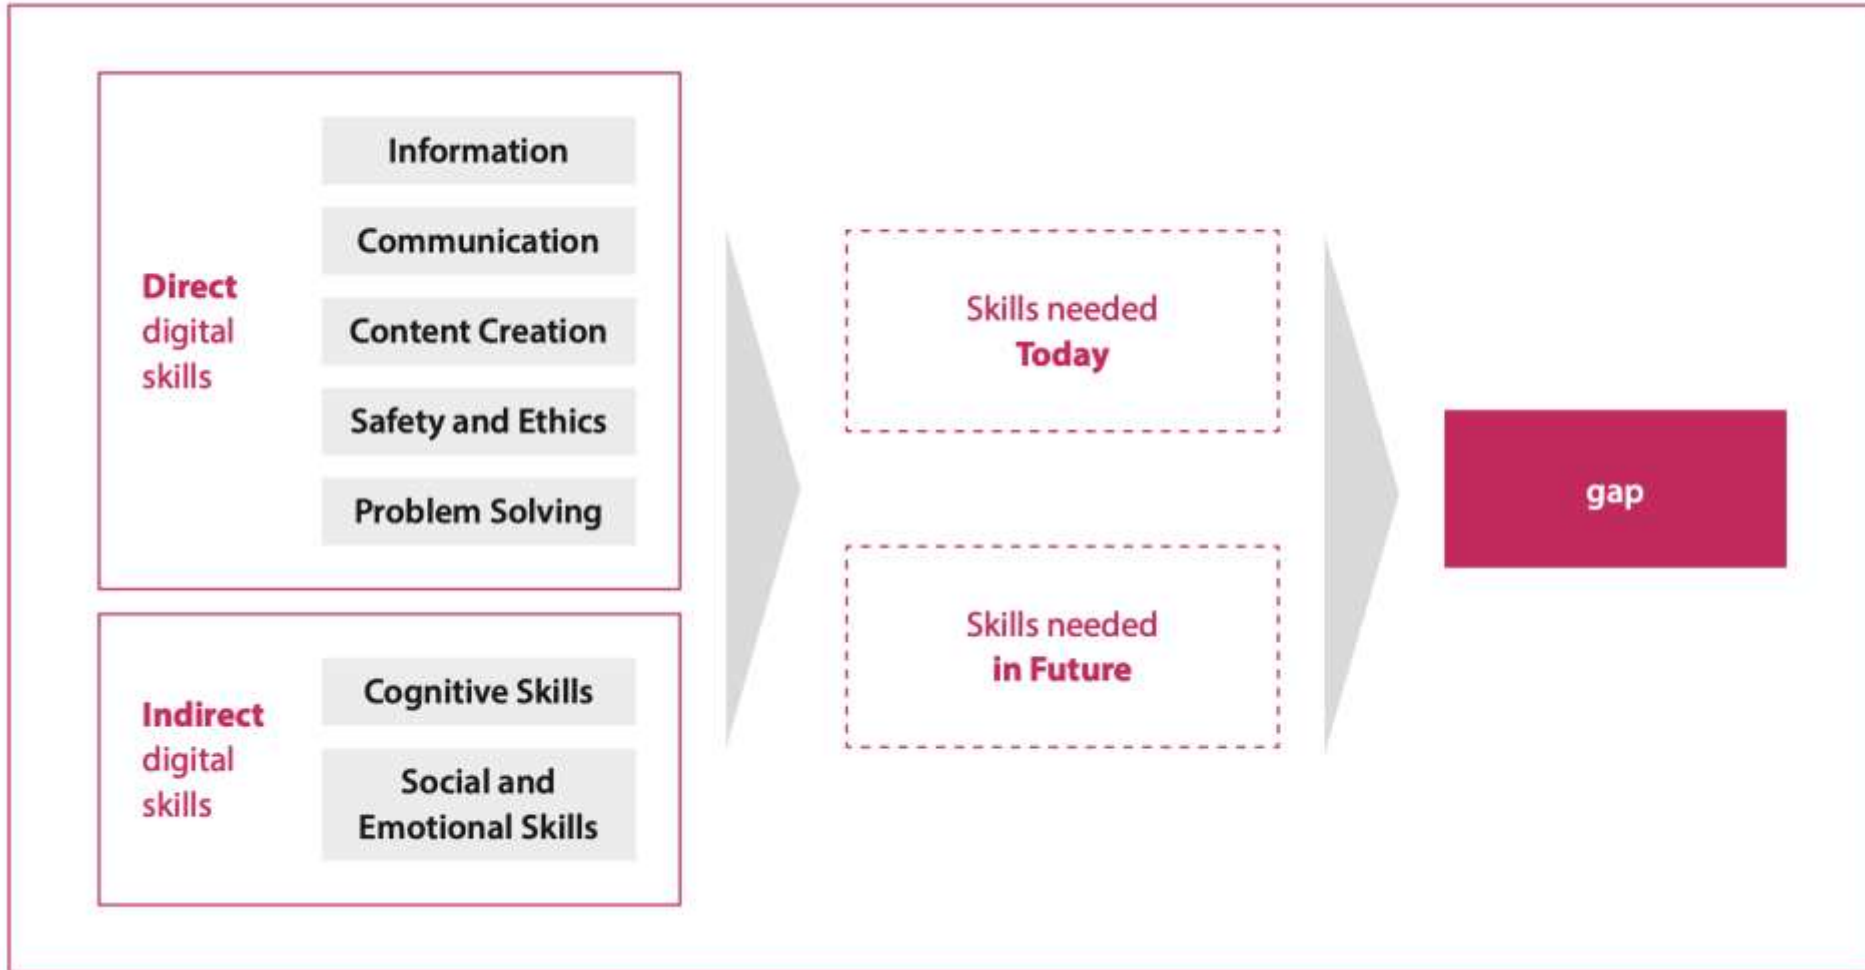 Direct
digital
skills
Information
Communication
Content Creation
Safety and Ethics
Problem Solving
Indirect
digital
skills
Cognitive Skills
Social and
Emotional Skills
Skills needed
Today
Skills needed
in Future
gap